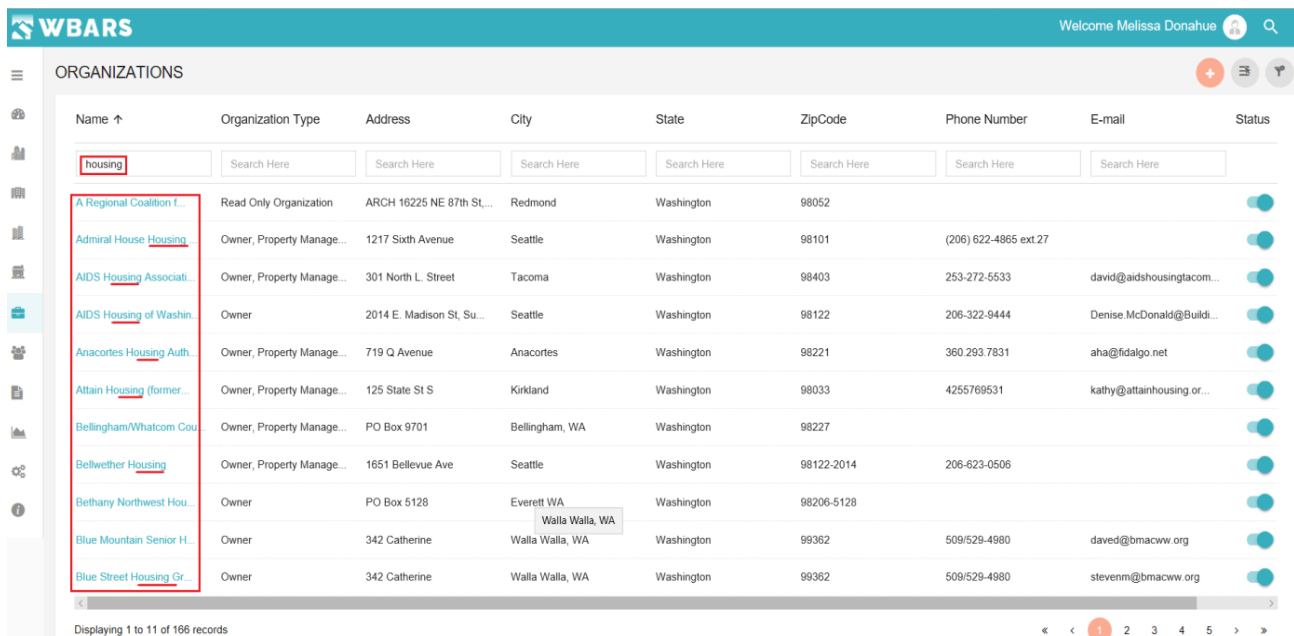 WBARS Welcome Melissa Donahue
ORGANIZATIONS
Name ↑ Organization Type Address City State ZipCode Phone Number E-mail Status
housing Search Here Search Here Search Here Search Here Search Here Search Here Search Here
A Regional Coalition f... Read Only Organization ARCH 16225 NE 87th St,... Redmond Washington 98052
Admiral House Housing ... Owner, Property Manage... 1217 Sixth Avenue Seattle Washington 98101 (206) 622-4865 ext.27
AIDS Housing Associati... Owner, Property Manage... 301 North L. Street Tacoma Washington 98403 253-272-5533 david@aidshousingtacom...
AIDS Housing of Washin... Owner 2014 E. Madison St, Su... Seattle Washington 98122 206-322-9444 Denise.McDonald@Buildi...
Anacortes Housing Auth... Owner, Property Manage... 719 Q Avenue Anacortes Washington 98221 360.293.7831 aha@fidalgo.net
Attain Housing (former... Owner, Property Manage... 125 State St S Kirkland Washington 98033 4255769531 kathy@attainhousing.or...
Bellingham/Whatcom Cou... Owner, Property Manage... PO Box 9701 Bellingham, WA Washington 98227
Bellwether Housing Owner, Property Manage... 1651 Bellevue Ave Seattle Washington 98122-2014 206-623-0506
Bethany Northwest Hou... Owner PO Box 5128 Everett WA Washington 98206-5128
Walla Walla, WA
Blue Mountain Senior H... Owner 342 Catherine Walla Walla, WA Washington 99362 509/529-4980 daved@bmacww.org
Blue Street Housing Gr... Owner 342 Catherine Walla Walla, WA Washington 99362 509/529-4980 stevenm@bmacww.org
Displaying 1 to 11 of 166 records « ‹ 1 2 3 4 5 › »